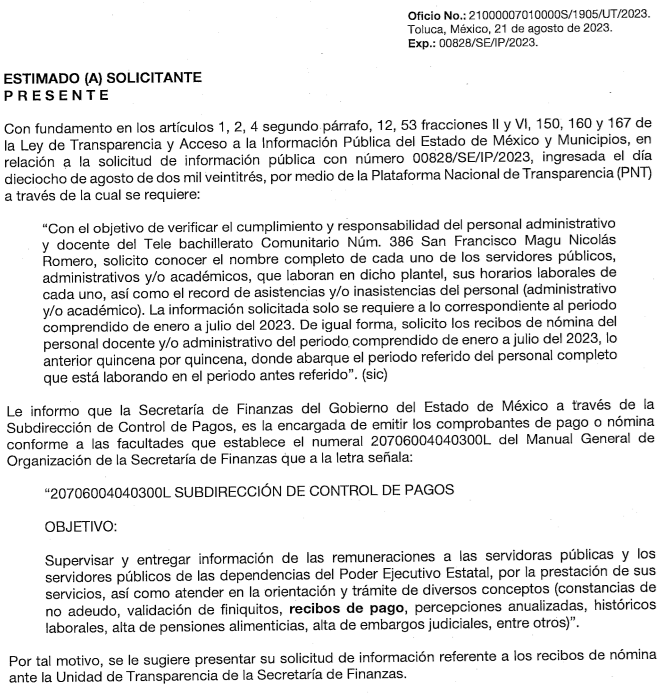 Oficio No.: 21000007010000S/1905/UT/2023.
Toluca, México, 21 de agosto de 2023.
Exp.: 00828/SE/IP/2023.
ESTIMADO (A) SOLICITANTE
P R E S E N T E
Con fundamento en los artículos 1, 2, 4 segundo párrafo, 12, 53 fracciones II y VI, 150, 160 y 167 de
la Ley de Transparencia y Acceso a la Información Pública del Estado de México y Municipios, en
relación a la solicitud de información pública con número 00828/SE/IP/2023, ingresada el día
dieciocho de agosto de dos mil veintitrés, por medio de la Plataforma Nacional de Transparencia (PNT)
a través de la cual se requiere:
“Con el objetivo de verificar el cumplimiento y responsabilidad del personal administrativo
y docente del Tele bachillerato Comunitario Núm. 386 San Francisco Magu Nicolás
Romero, solicito conocer el nombre completo de cada uno de los servidores públicos,
administrativos y/o académicos, que laboran en dicho plantel, sus horarios laborales de
cada uno, así como el record de asistencias y/o inasistencias del personal (administrativo
y/o académico). La información solicitada solo se requiere a lo correspondiente al periodo
comprendido de enero a julio del 2023. De igual forma, solicito los recibos de nómina del
personal docente y/o administrativo del periodo comprendido de enero a julio del 2023, lo
anterior quincena por quincena, donde abarque el periodo referido del personal completo
que está laborando en el periodo antes referido”. (sic)
Le informo que la Secretaría de Finanzas del Gobierno del Estado de México a través de la
Subdirección de Control de Pagos, es la encargada de emitir los comprobantes de pago o nómina
conforme a las facultades que establece el numeral 20706004040300L del Manual General de
Organización de la Secretaría de Finanzas que a la letra señala:
“20706004040300L SUBDIRECCIÓN DE CONTROL DE PAGOS
OBJETIVO:
Supervisar y entregar información de las remuneraciones a las servidoras públicas y los
servidores públicos de las dependencias del Poder Ejecutivo Estatal, por la prestación de sus
servicios, así como atender en la orientación y trámite de diversos conceptos (constancias de
no adeudo, validación de finiquitos, recibos de pago, percepciones anualizadas, históricos
laborales, alta de pensiones alimenticias, alta de embargos judiciales, entre otros)”.
Por tal motivo, se le sugiere presentar su solicitud de información referente a los recibos de nómina
ante la Unidad de Transparencia de la Secretaría de Finanzas.